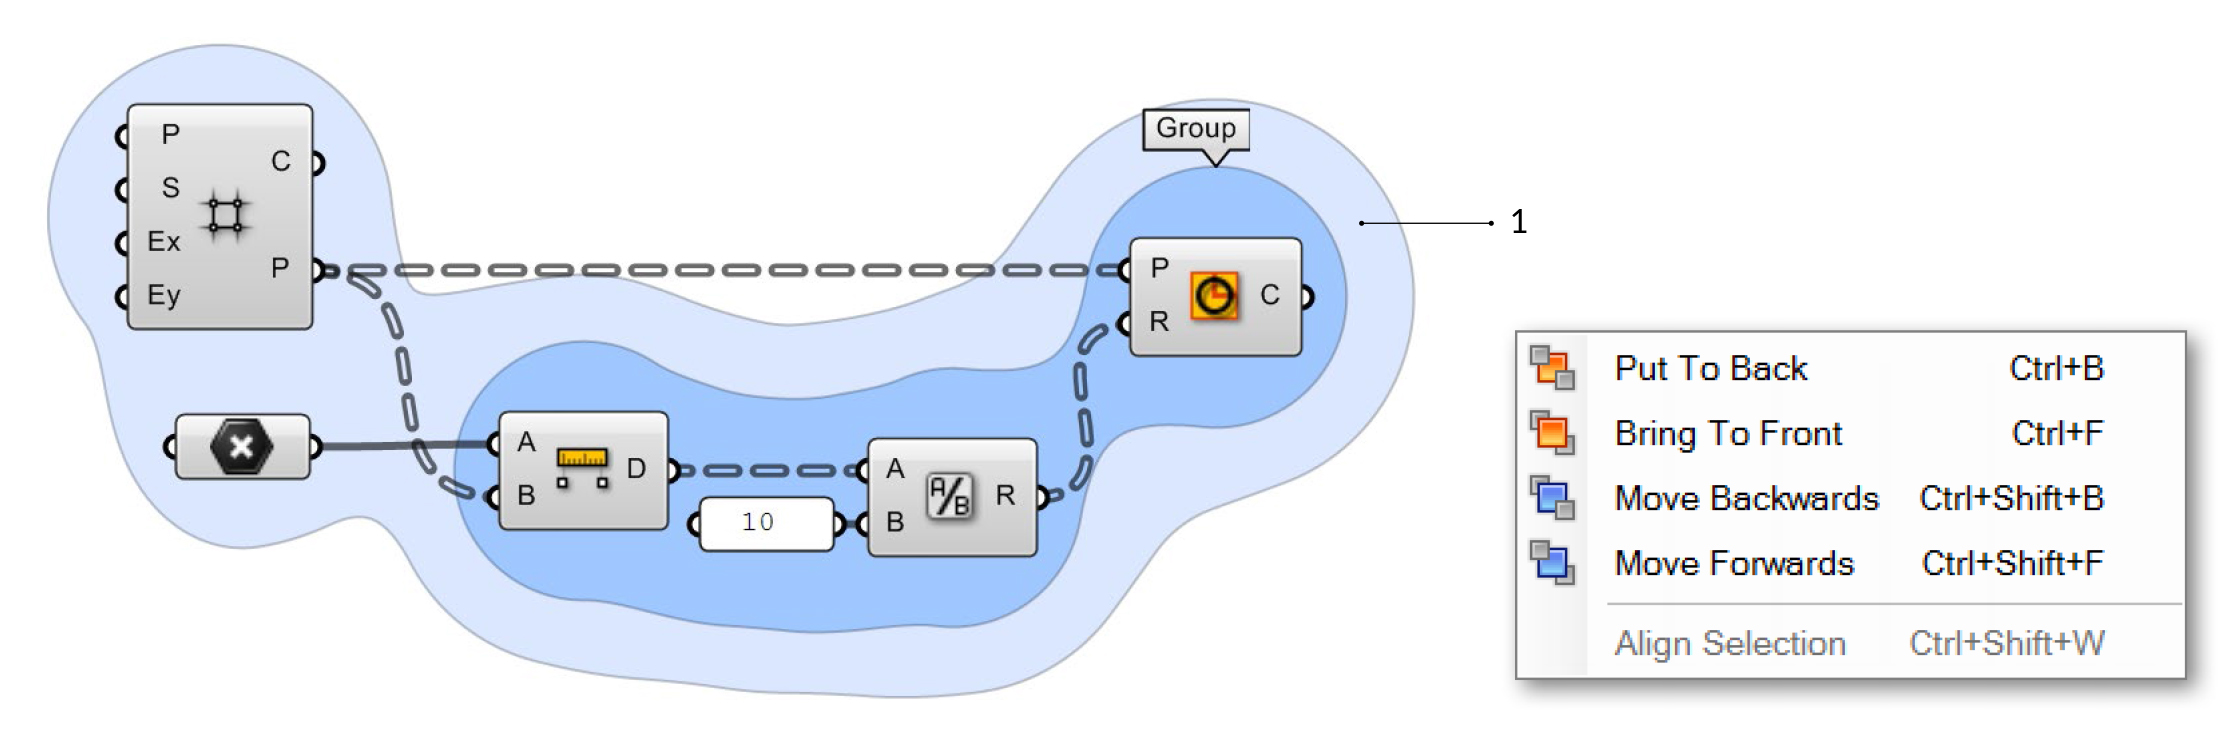 P
C
S
Ex
P
Ey
Group
1
P
C
R
A
D
B
10
A
A/B
R
B
Put To Back Ctrl+B
Bring To Front Ctrl+F
Move Backwards Ctrl+Shift+B
Move Forwards Ctrl+Shift+F
Align Selection Ctrl+Shift+W